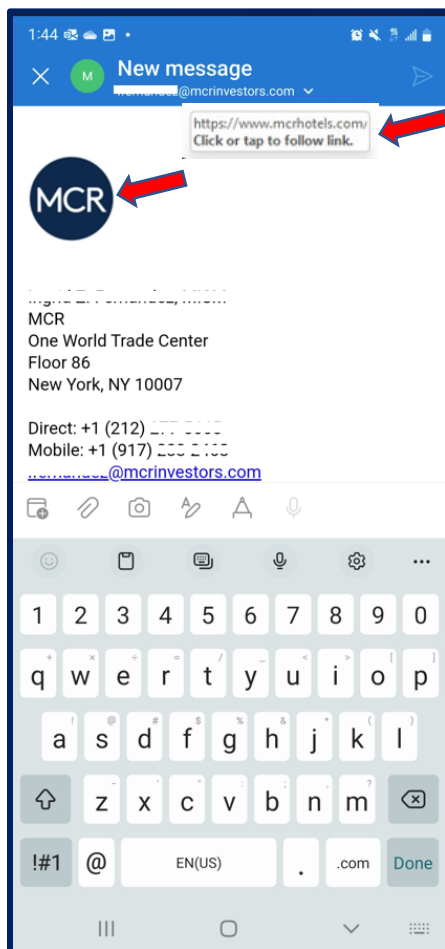 1:44
M
New message
@mcrinvestors.com
https://www.mcrhotels.com/
Click or tap to follow link.
MCR
MCR
One World Trade Center
Floor 86
New York, NY 10007
Direct: +1 (212)
Mobile: +1 (917)
@mcrinvestors.com
1 2 3 4 5 6 7 8 9 0
q w e r t y u i o p
a s d f g h j k l
z x c v b n m
!#1 @ EN(US) . .com Done